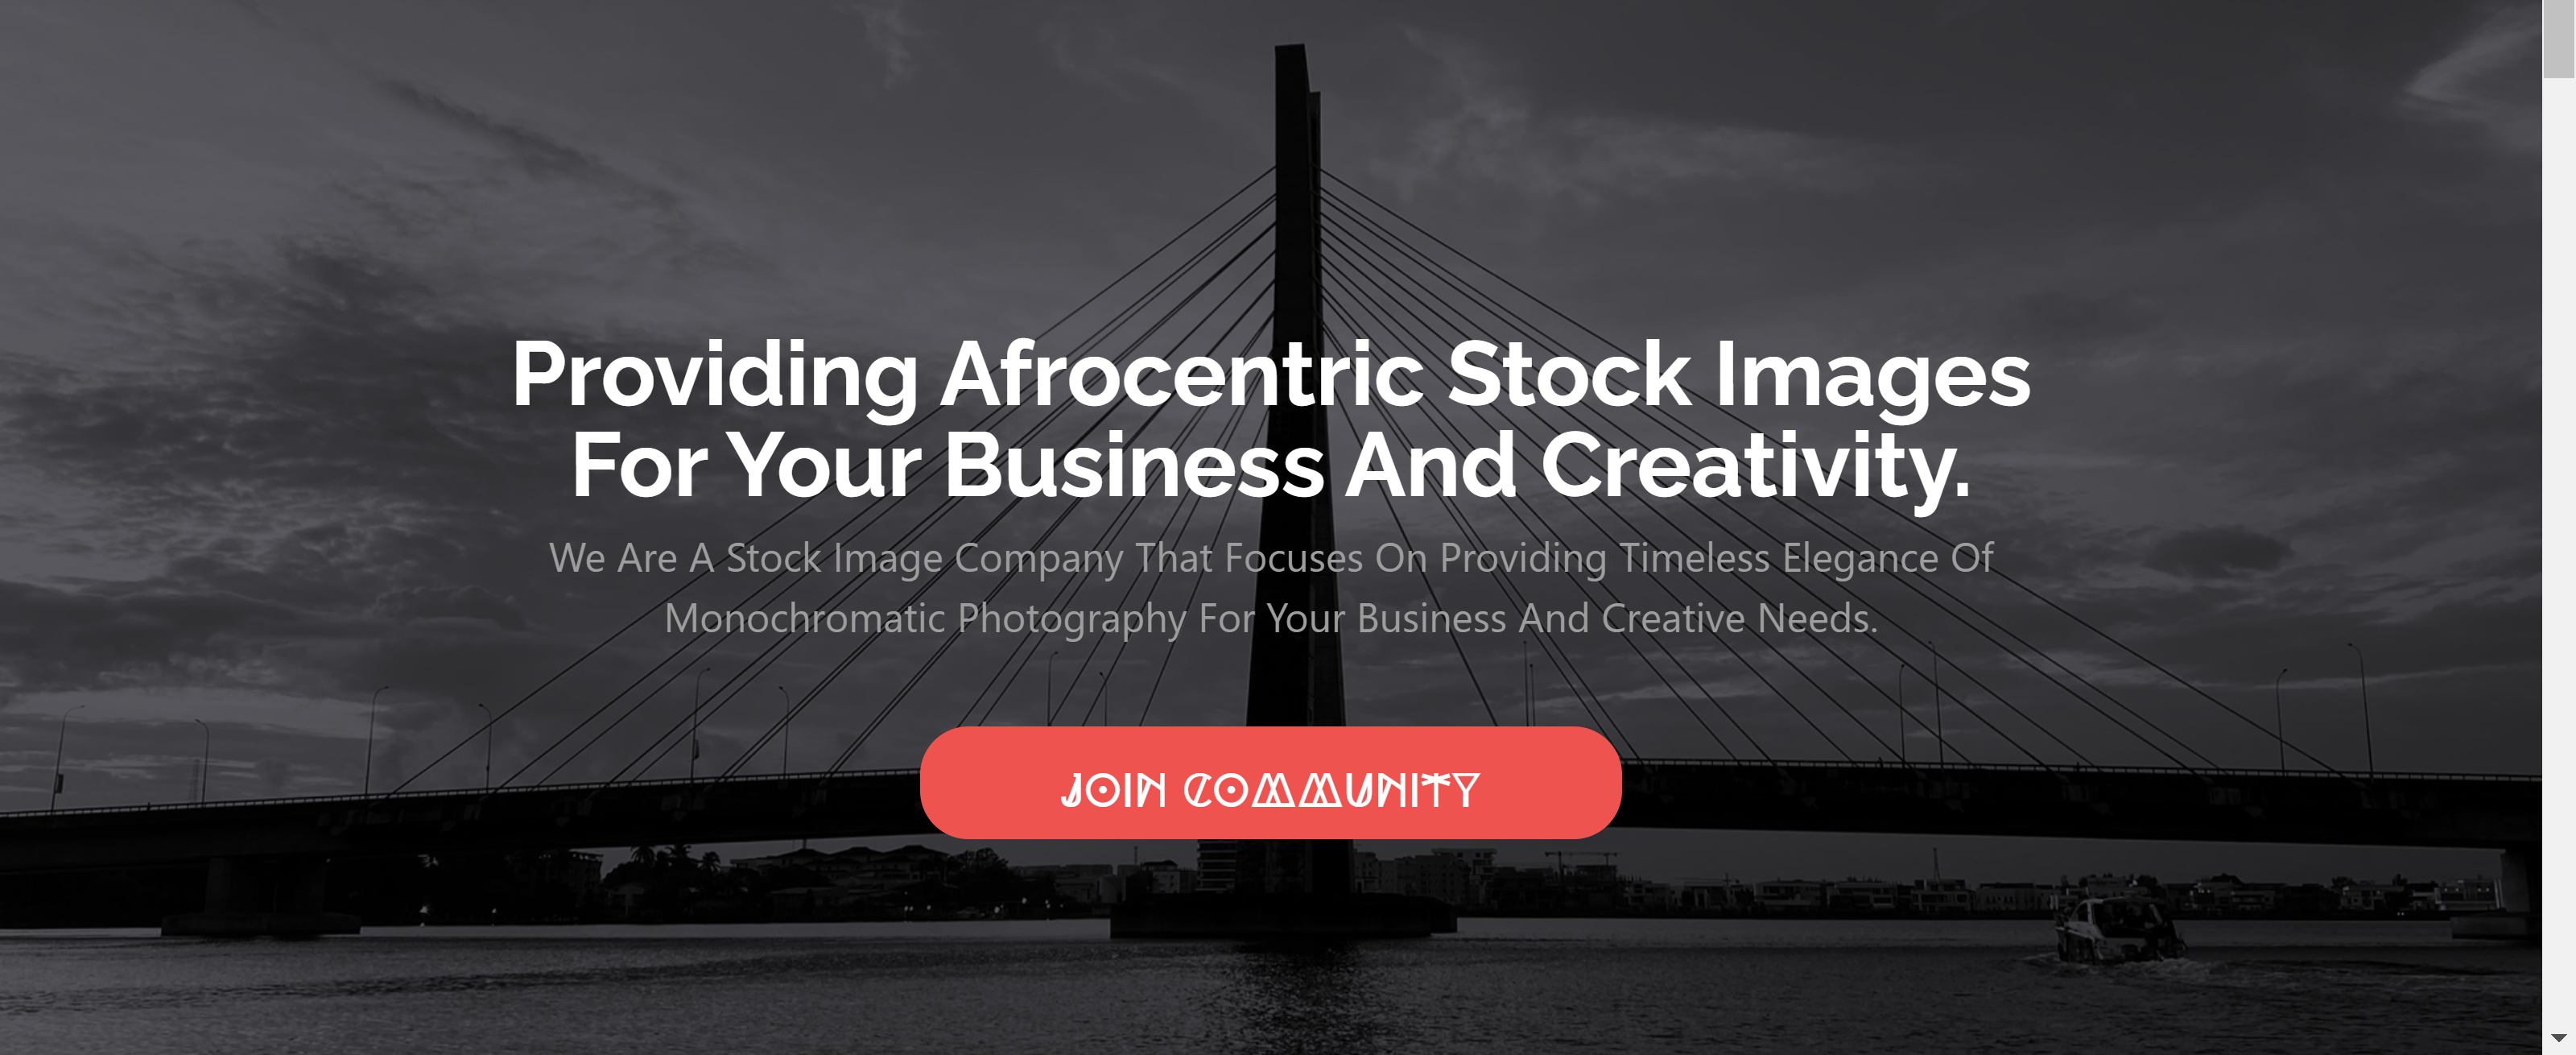 Providing Afrocentric Stock Images
For Your Business And Creativity.
We Are A Stock Image Company That Focuses On Providing Timeless Elegance Of
Monochromatic Photography For Your Business And Creative Needs.
JOIN COMMUNITY